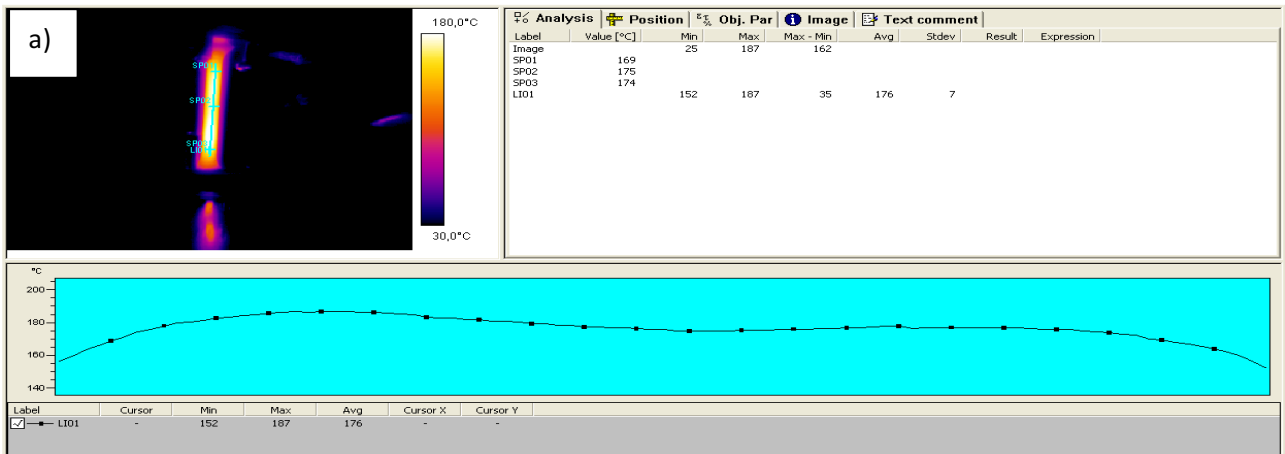 a)
180,0°C
SP01
SP02
SP03
LI01
30,0°C
Analysis Position Obj. Par Image Text comment
Label Value [°C] Min Max Max - Min Avg Stdev Result Expression
Image 25 187 162
SP01 169
SP02 175
SP03 174
LI01 152 187 35 176 7
°C
200
180
160
140
Label Cursor Min Max Avg Cursor X Cursor Y
LI01 - 152 187 176 - -